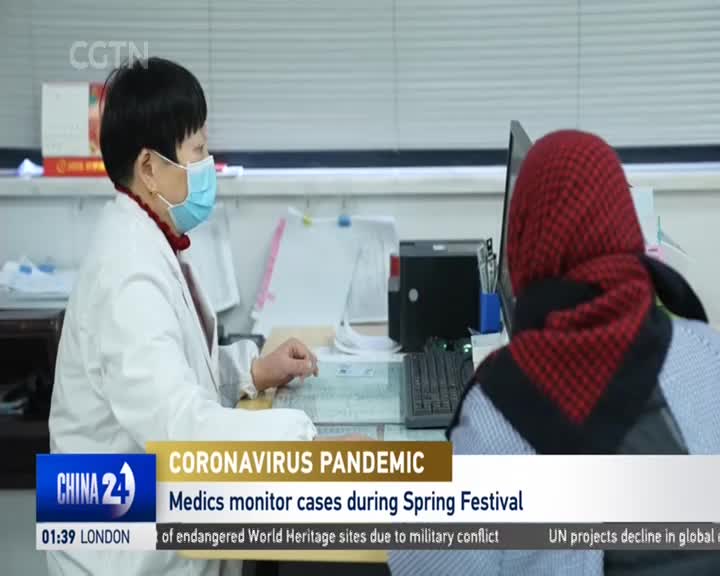 CGTN
CORONAVIRUS PANDEMIC
CHINA 24
Medics monitor cases during Spring Festival
01:39 LONDON
of endangered World Heritage sites due to military conflict UN projects decline in global